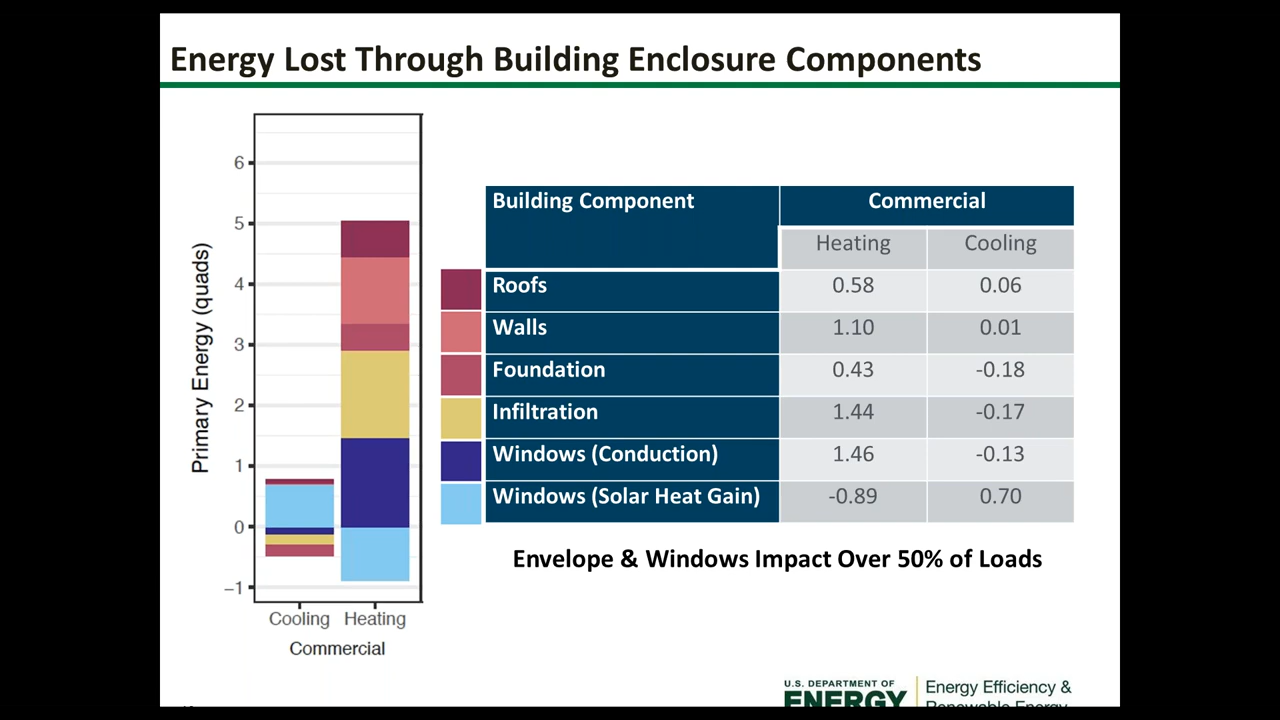 Energy Lost Through Building Enclosure Components
6
5
4
3
2
1
0
−1
Primary Energy (quads)
Cooling Heating
Commercial
Building Component Commercial
Heating Cooling
Roofs 0.58 0.06
Walls 1.10 0.01
Foundation 0.43 -0.18
Infiltration 1.44 -0.17
Windows (Conduction) 1.46 -0.13
Windows (Solar Heat Gain) -0.89 0.70
Envelope & Windows Impact Over 50% of Loads
U.S. DEPARTMENT OF
ENERGY
Energy Efficiency &
Renewable Energy